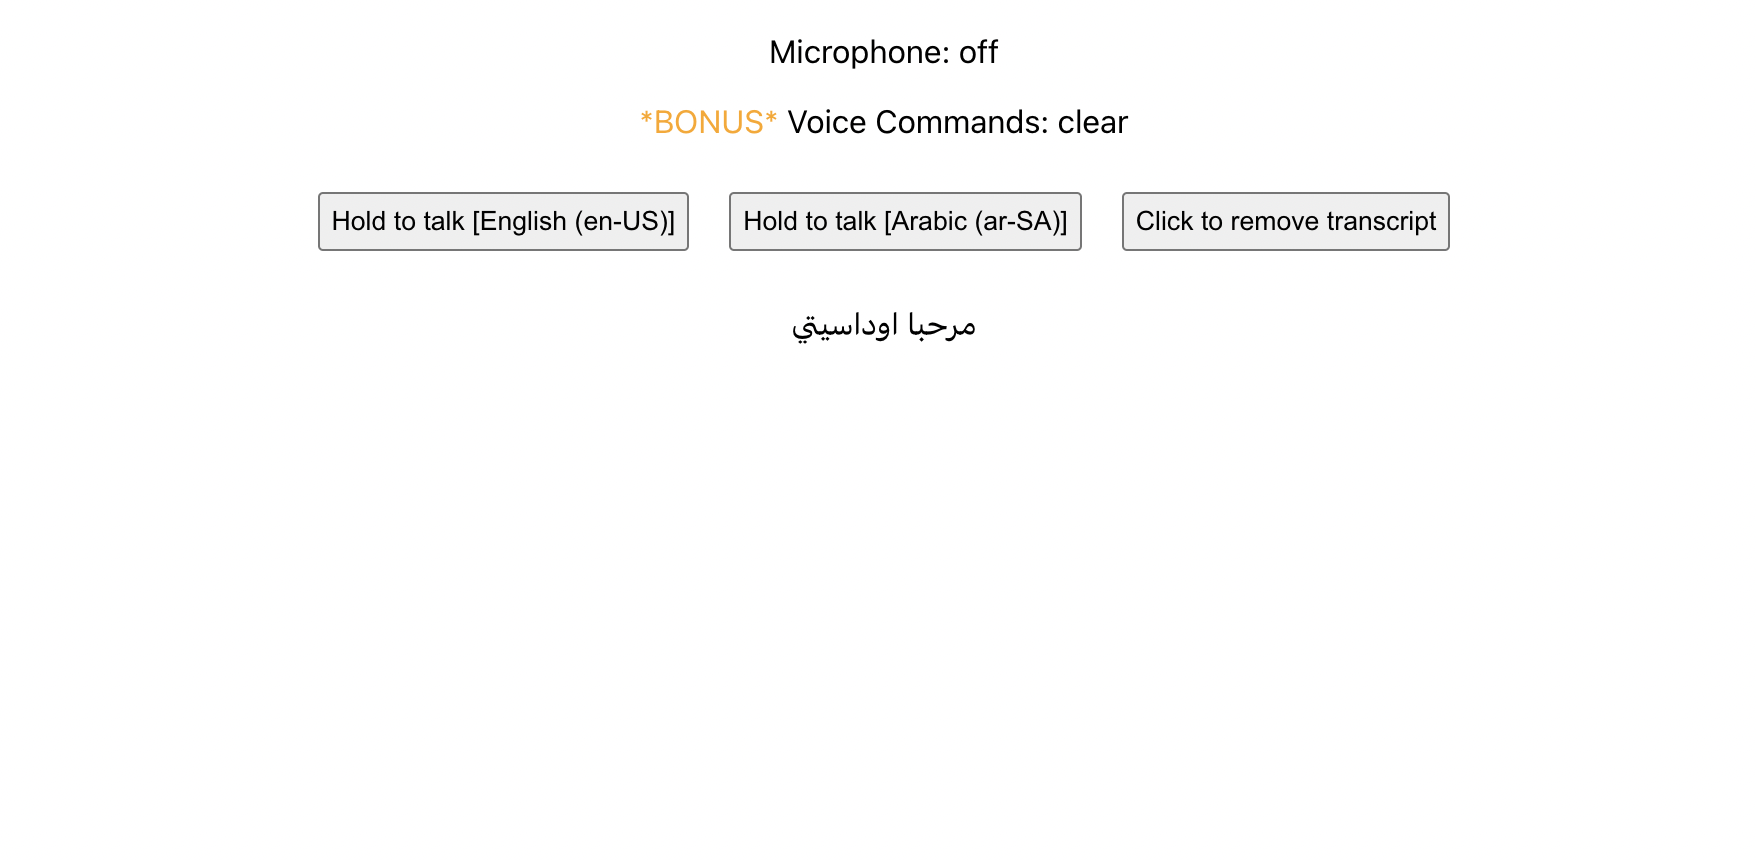 Microphone: off
*BONUS* Voice Commands: clear
Hold to talk [English (en-US)] Hold to talk [Arabic (ar-SA)] Click to remove transcript
مرحبا اوداسيتي